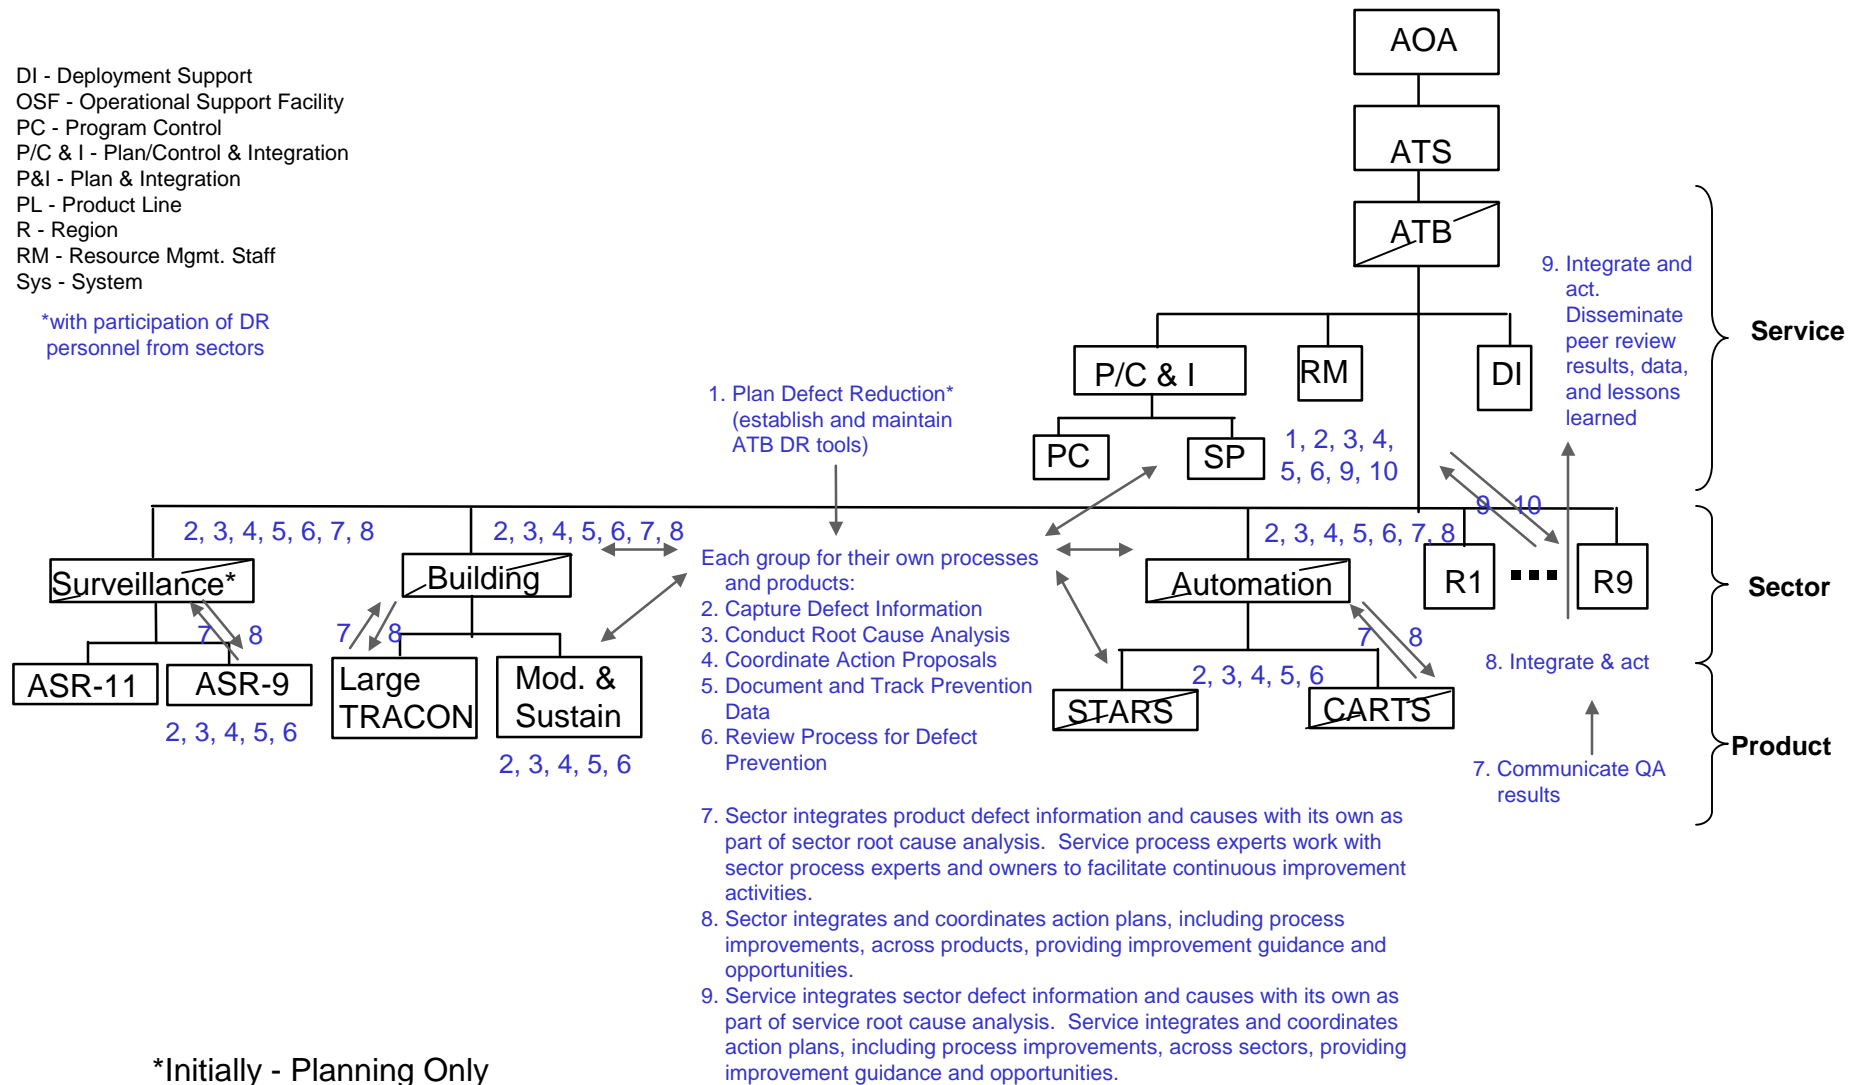 AOA
DI - Deployment Support
OSF - Operational Support Facility
PC - Program Control
P/C & I - Plan/Control & Integration
P&I - Plan & Integration
PL - Product Line
R - Region
RM - Resource Mgmt. Staff
Sys - System
*with participation of DR
personnel from sectors
ATS
ATB
9. Integrate and
act.
Disseminate
peer review
results, data,
and lessons
learned
Service
P/C & I
RM
DI
1. Plan Defect Reduction*
(establish and maintain
ATB DR tools)
PC
SP
1, 2, 3, 4,
5, 6, 9, 10
9
10
2, 3, 4, 5, 6, 7, 8
2, 3, 4, 5, 6, 7, 8
2, 3, 4, 5, 6, 7, 8
Surveillance*
Building
Automation
R1
R9
Sector
Each group for their own processes
and products:
2. Capture Defect Information
3. Conduct Root Cause Analysis
4. Coordinate Action Proposals
5. Document and Track Prevention
Data
6. Review Process for Defect
Prevention
7
8
7
8
7
8
ASR-11
ASR-9
Large
TRACON
Mod. &
Sustain
2, 3, 4, 5, 6
STARS
CARTS
8. Integrate & act
2, 3, 4, 5, 6
2, 3, 4, 5, 6
Product
7. Communicate QA
results
7. Sector integrates product defect information and causes with its own as
part of sector root cause analysis.  Service process experts work with
sector process experts and owners to facilitate continuous improvement
activities.
8. Sector integrates and coordinates action plans, including process
improvements, across products, providing improvement guidance and
opportunities.
9. Service integrates sector defect information and causes with its own as
part of service root cause analysis.  Service integrates and coordinates
action plans, including process improvements, across sectors, providing
improvement guidance and opportunities.
*Initially - Planning Only